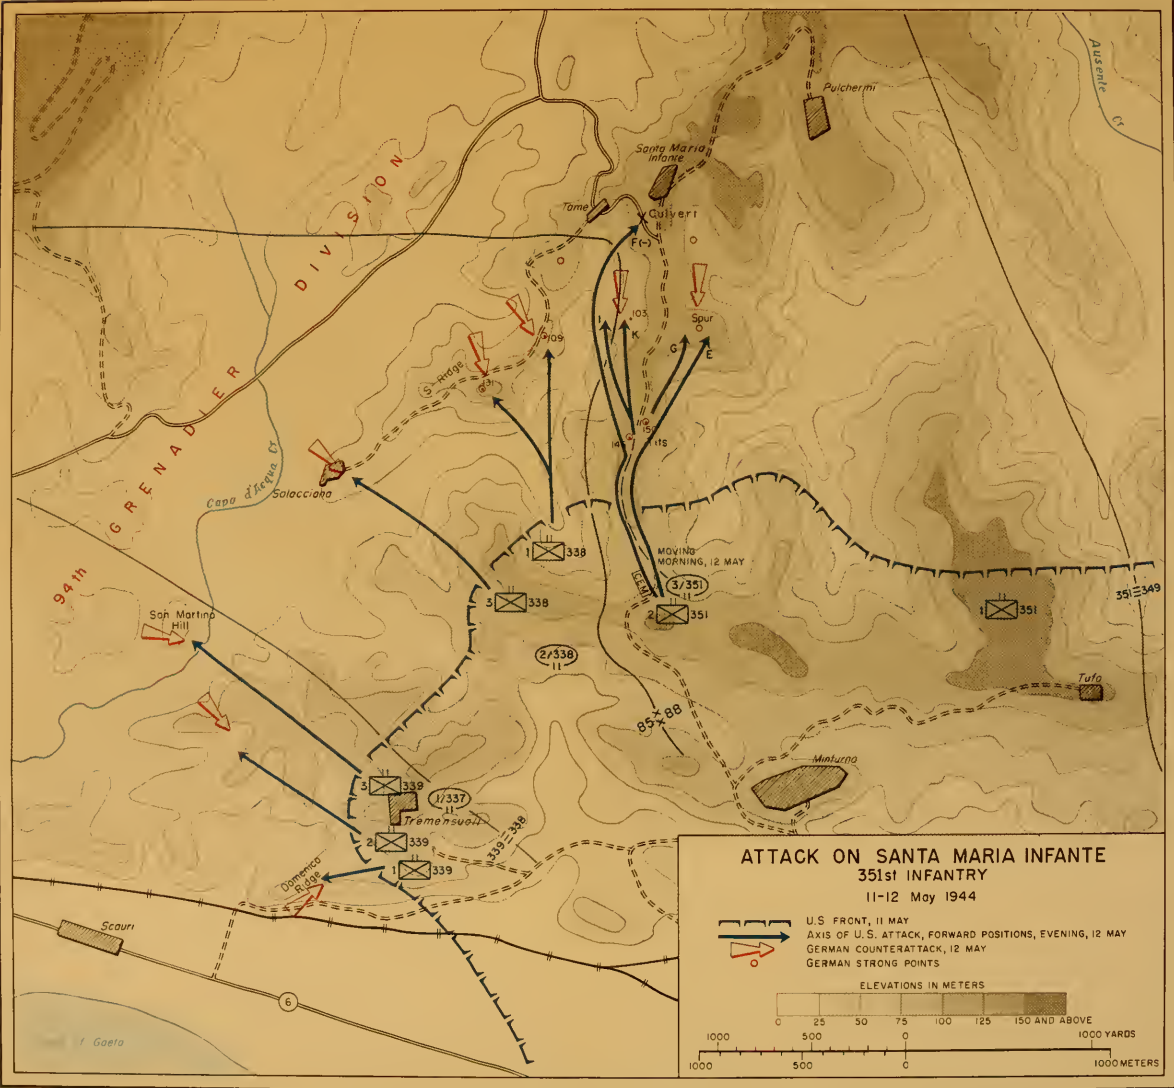 Ausente Cr
Pulchermi
Santa Maria
Infante
Tame
Culvert
F(-)
94th GRENADIER DIVISION
103
Spur
I
K
G
E
109
S-Ridge
131
150
Tits
Solacciano
Capo d'Acqua Cr
1 338
MOVING
MORNING, 12 MAY
3/351
CEM
2 351
3 338
1 351
351 349
2/338
San Martino
Hill
Tufo
85 88
Minturno
3 339
1/337
Tremensuoli
339 338
2 339
1 339
Domenico
Ridge
Scauri
6
f. Gaeta
ATTACK ON SANTA MARIA INFANTE
351st INFANTRY
11-12 May 1944
U.S FRONT, 11 MAY
AXIS OF U.S. ATTACK, FORWARD POSITIONS, EVENING, 12 MAY
GERMAN COUNTERATTACK, 12 MAY
GERMAN STRONG POINTS
ELEVATIONS IN METERS
0 25 50 75 100 125 150 AND ABOVE
1000 500 0 1000 YARDS
1000 500 0 1000 METERS